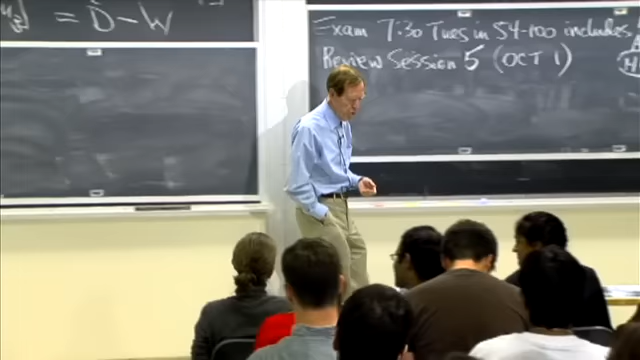 = Ḋ - W
Exam 7:30 Tues in 54-100 includes
Review Session 5 (OCT 1)